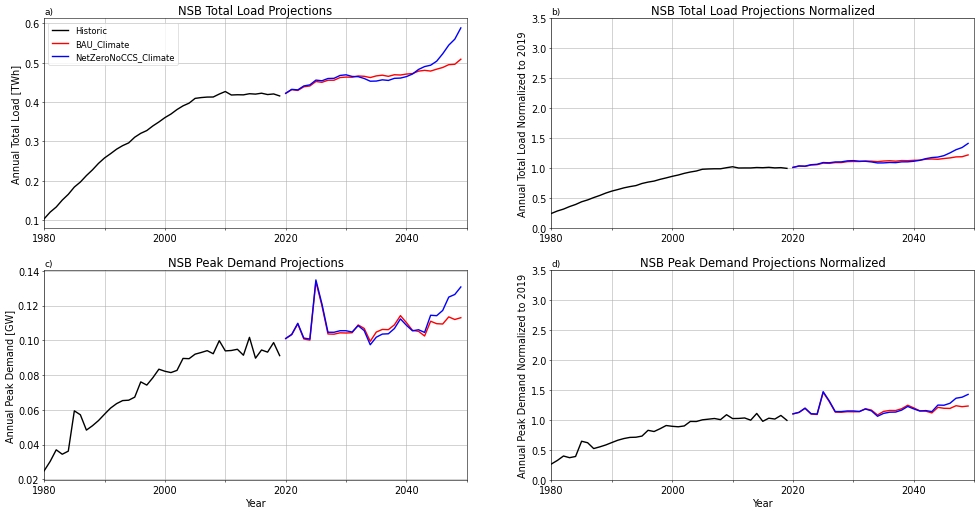 a)
NSB Total Load Projections
Annual Total Load [TWh]
0.6
0.5
0.4
0.3
0.2
0.1
Historic
BAU_Climate
NetZeroNoCCS_Climate
1980
2000
2020
2040
b)
NSB Total Load Projections Normalized
Annual Total Load Normalized to 2019
3.5
3.0
2.5
2.0
1.5
1.0
0.5
0.0
1980
2000
2020
2040
c)
NSB Peak Demand Projections
Annual Peak Demand [GW]
0.14
0.12
0.10
0.08
0.06
0.04
0.02
1980
2000
2020
2040
Year
d)
NSB Peak Demand Projections Normalized
Annual Peak Demand Normalized to 2019
3.5
3.0
2.5
2.0
1.5
1.0
0.5
0.0
1980
2000
2020
2040
Year